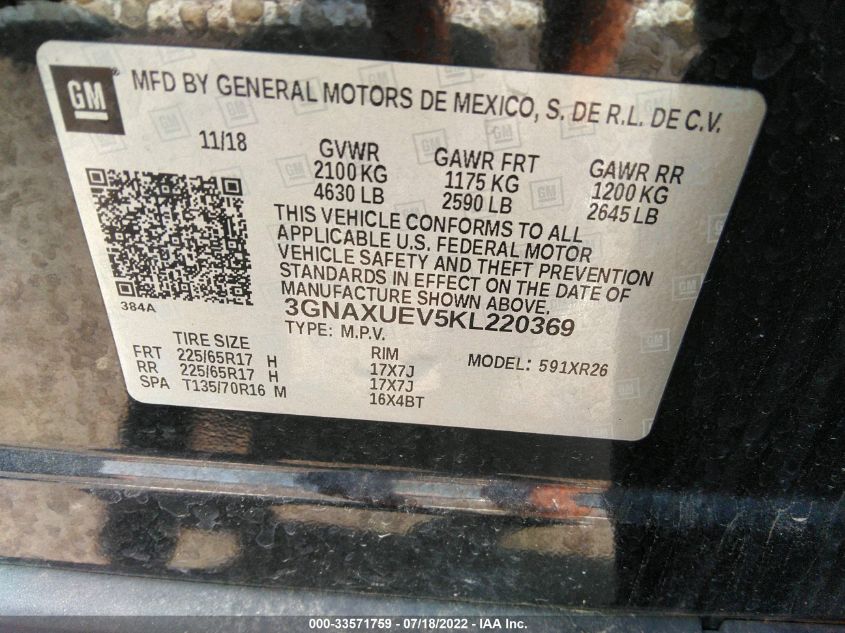 GM
MFD BY GENERAL MOTORS DE MEXICO, S. DE R.L. DE C.V.
11/18 GVWR GAWR FRT GAWR RR
2100 KG 1175 KG 1200 KG
4630 LB 2590 LB 2645 LB
THIS VEHICLE CONFORMS TO ALL
APPLICABLE U.S. FEDERAL MOTOR
VEHICLE SAFETY AND THEFT PREVENTION
STANDARDS IN EFFECT ON THE DATE OF
MANUFACTURE SHOWN ABOVE.
384A
3GNAXUEV5KL220369
TYPE: M.P.V.
TIRE SIZE RIM MODEL: 591XR26
FRT 225/65R17 H 17X7J
RR 225/65R17 H 17X7J
SPA T135/70R16 M 16X4BT
000-33571759 - 07/18/2022 - IAA Inc.